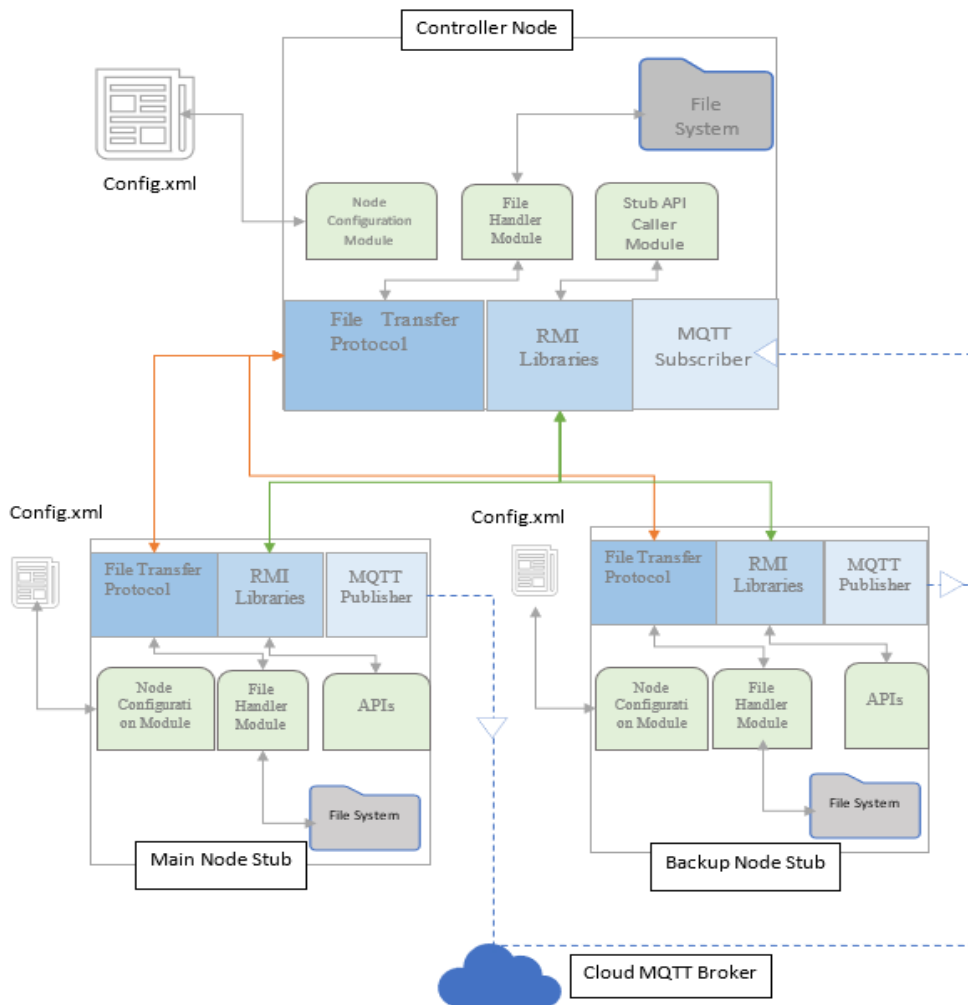 Controller Node
File
System
Config.xml
Node
Configuration
Module
File
Handler
Module
Stub API
Caller
Module
File Transfer
Protocol
RMI
Libraries
MQTT
Subscriber
Config.xml
File Transfer
Protocol
RMI
Libraries
MQTT
Publisher
Node
Configurati
on Module
File
Handler
Module
APIs
File System
Main Node Stub
Config.xml
File Transfer
Protocol
RMI
Libraries
MQTT
Publisher
Node
Configurati
on Module
File
Handler
Module
APIs
File System
Backup Node Stub
Cloud MQTT Broker